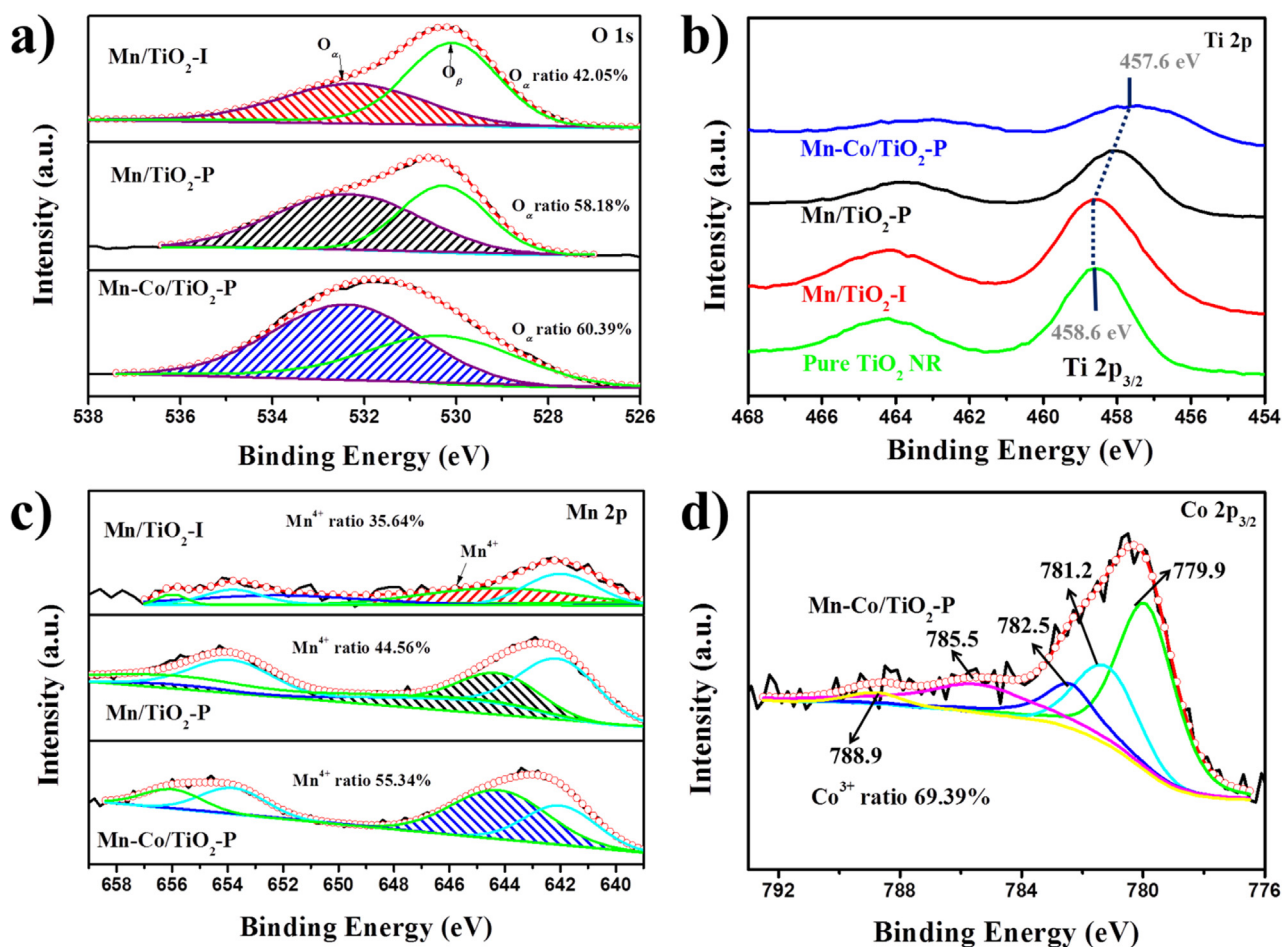 a)
O 1s
Mn/TiO₂-I
Oα
Oβ
Oα ratio 42.05%
Mn/TiO₂-P
Oα ratio 58.18%
Mn-Co/TiO₂-P
Oα ratio 60.39%
Intensity (a.u.)
538 536 534 532 530 528 526
Binding Energy (eV)
b)
Ti 2p
457.6 eV
Mn-Co/TiO₂-P
Mn/TiO₂-P
Mn/TiO₂-I
458.6 eV
Pure TiO₂ NR
Ti 2p₃/₂
Intensity (a.u.)
468 466 464 462 460 458 456 454
Binding Energy (eV)
c)
Mn 2p
Mn/TiO₂-I
Mn⁴⁺ ratio 35.64%
Mn⁴⁺
Mn⁴⁺ ratio 44.56%
Mn/TiO₂-P
Mn⁴⁺ ratio 55.34%
Mn-Co/TiO₂-P
Intensity (a.u.)
658 656 654 652 650 648 646 644 642 640
Binding Energy (eV)
d)
Co 2p₃/₂
781.2
779.9
Mn-Co/TiO₂-P
782.5
785.5
788.9
Co³⁺ ratio 69.39%
Intensity (a.u.)
792 788 784 780 776
Binding Energy (eV)